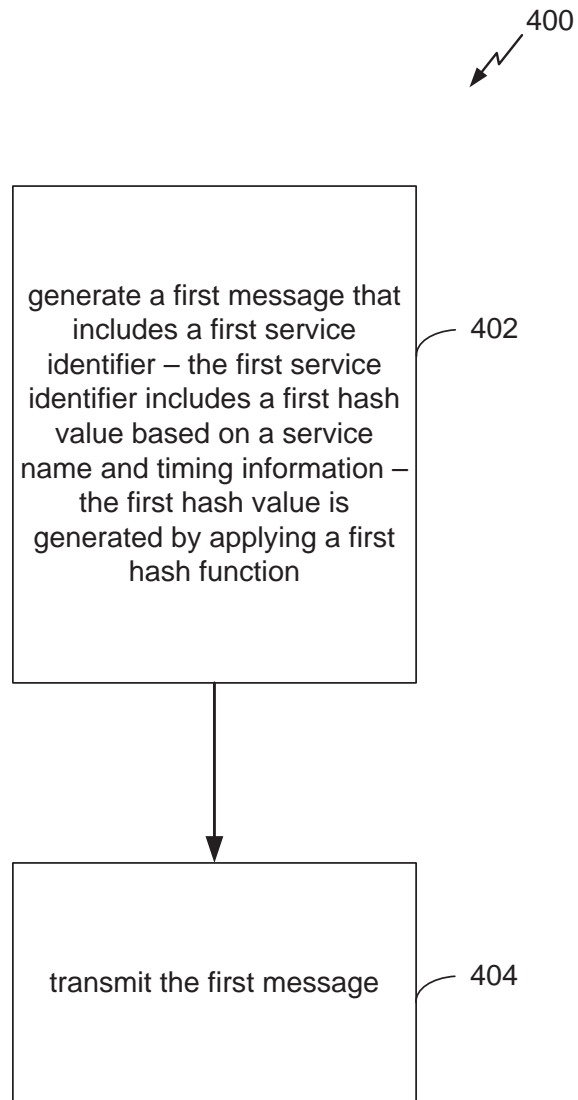 400
generate a first message that
includes a first service
identifier – the first service
identifier includes a first hash
value based on a service
name and timing information –
the first hash value is
generated by applying a first
hash function
402
transmit the first message
404